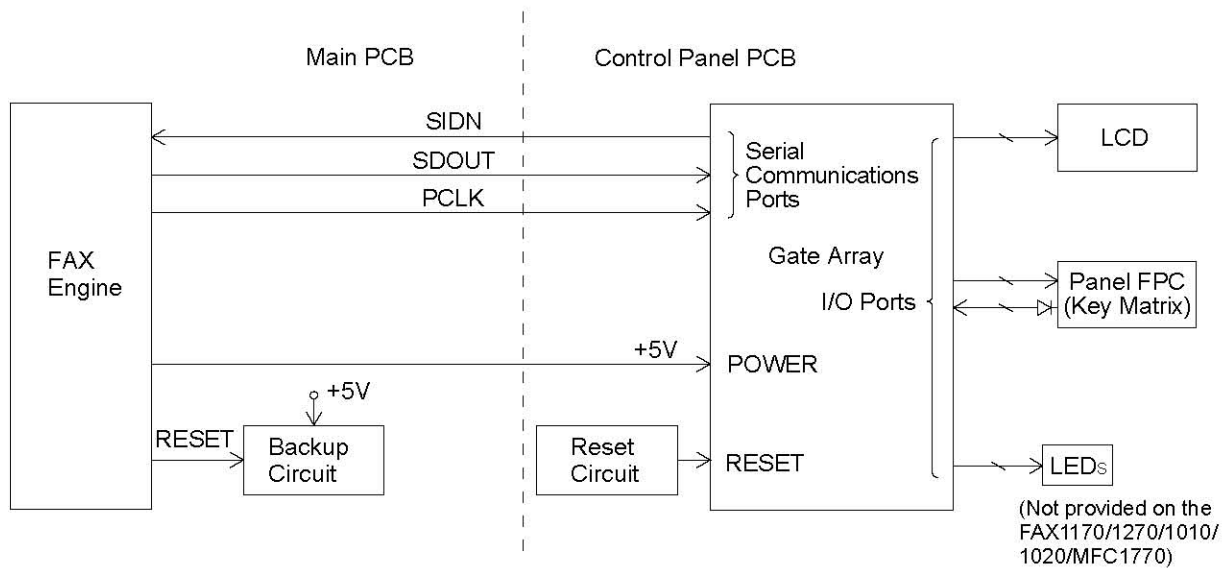 Main PCB
Control Panel PCB
SIDN
SDOUT
PCLK
Serial
Communications
Ports
LCD
FAX
Engine
Gate Array
I/O Ports
Panel FPC
(Key Matrix)
+5V
POWER
+5V
RESET
Backup
Circuit
Reset
Circuit
RESET
LEDs
(Not provided on the
FAX1170/1270/1010/
1020/MFC1770)